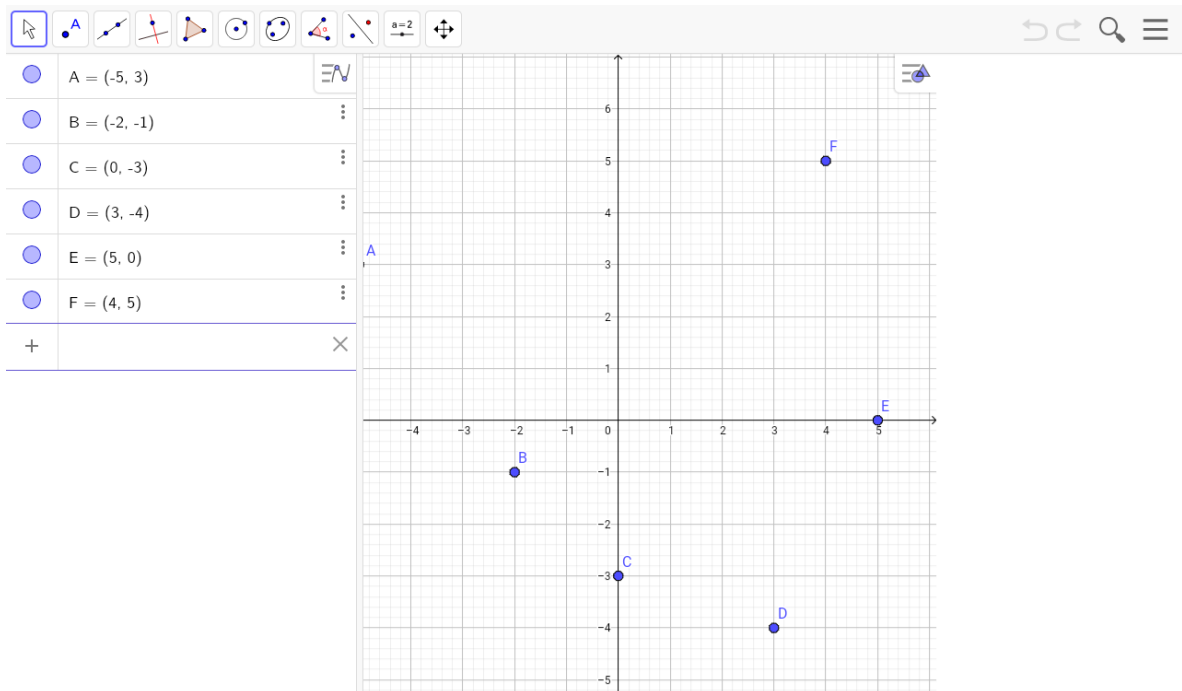 A
a=2
A = (-5, 3)
B = (-2, -1)
C = (0, -3)
D = (3, -4)
E = (5, 0)
F = (4, 5)
+
6
F
5
4
A
3
2
1
E
−4 −3 −2 −1 0 1 2 3 4 5
B
−1
−2
C
−3
D
−4
−5